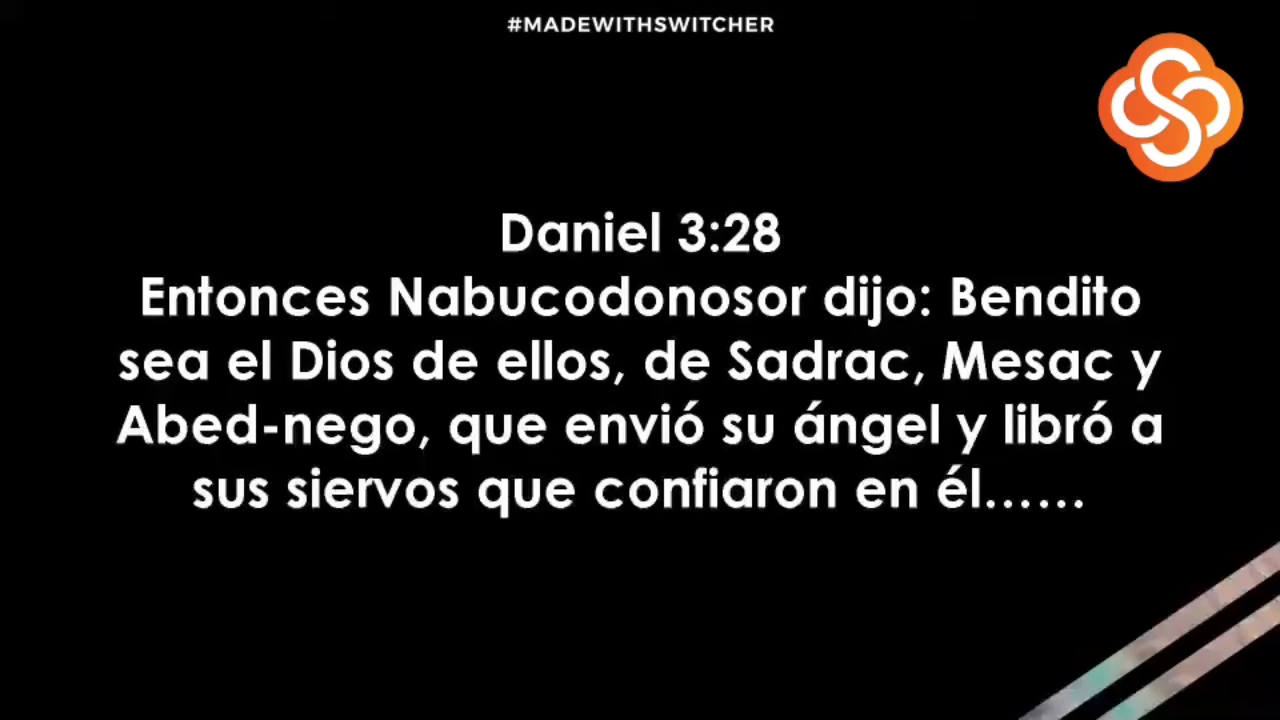 #MADEWITHSWITCHER
Daniel 3:28
Entonces Nabucodonosor dijo: Bendito
sea el Dios de ellos, de Sadrac, Mesac y
Abed-nego, que envió su ángel y libró a
sus siervos que confiaron en él......